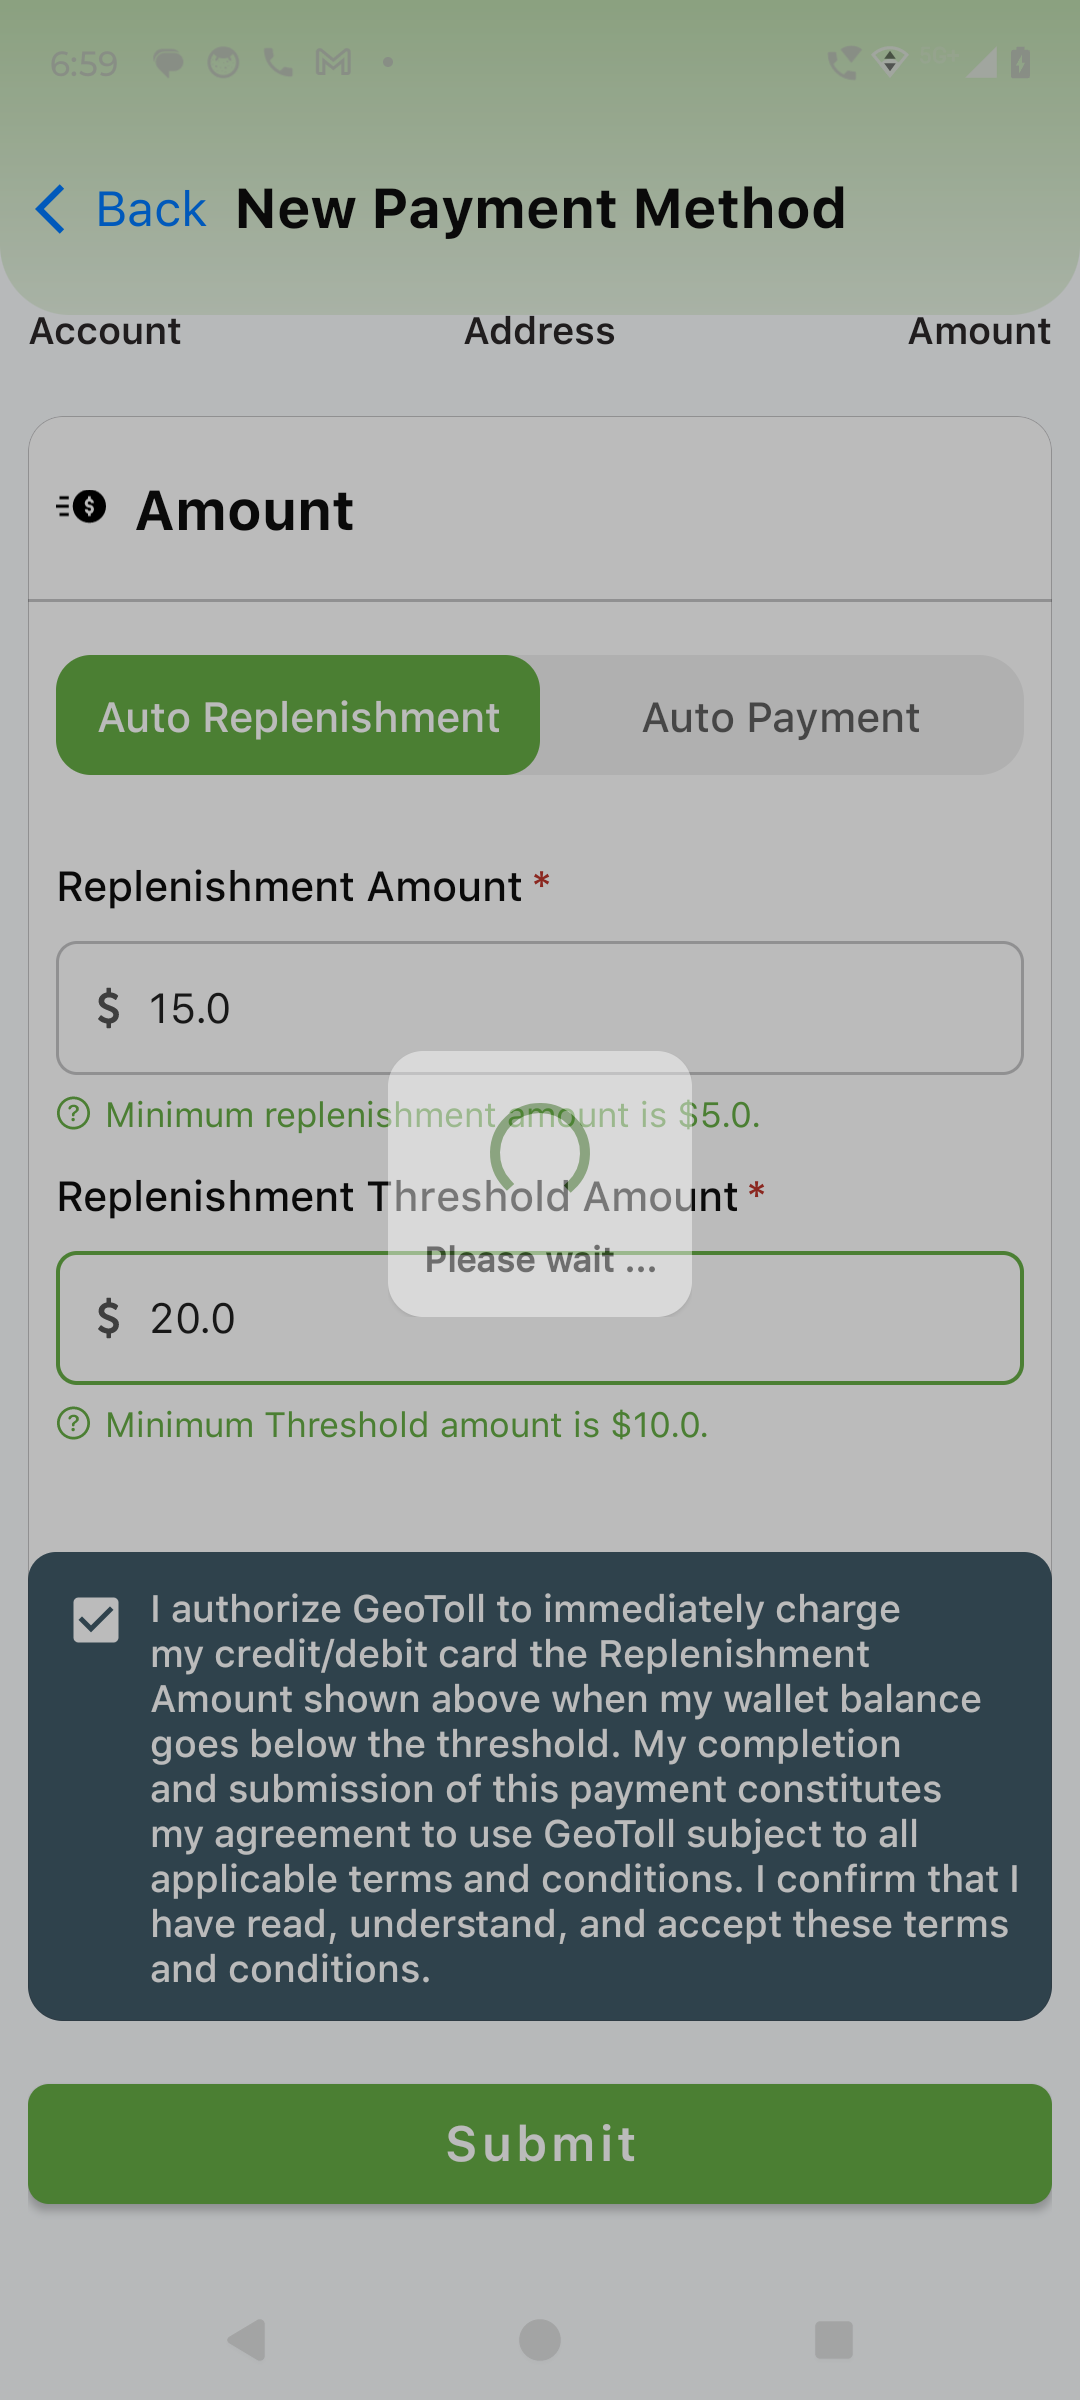 6:59
Back New Payment Method
Account Address Amount
Amount
Auto Replenishment Auto Payment
Replenishment Amount *
$ 15.0
Minimum replenishment amount is $5.0.
Replenishment Threshold Amount *
Please wait ...
$ 20.0
Minimum Threshold amount is $10.0.
I authorize GeoToll to immediately charge
my credit/debit card the Replenishment
Amount shown above when my wallet balance
goes below the threshold. My completion
and submission of this payment constitutes
my agreement to use GeoToll subject to all
applicable terms and conditions. I confirm that I
have read, understand, and accept these terms
and conditions.
Submit